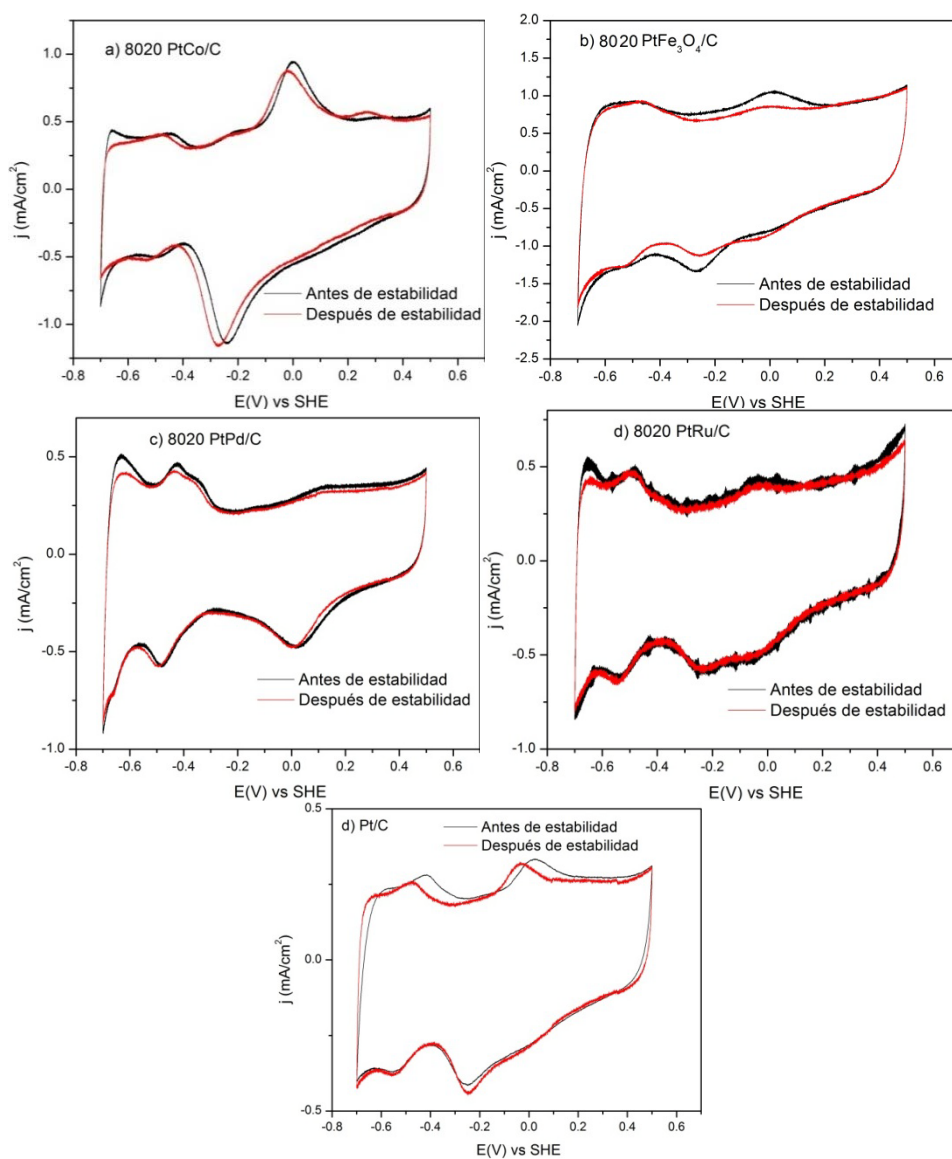 a) 8020 PtCo/C
1.0
0.5
0.0
-0.5
-1.0
j (mA/cm²)
Antes de estabilidad
Después de estabilidad
-0.8 -0.6 -0.4 -0.2 0.0 0.2 0.4 0.6
E(V) vs SHE
b) 8020 PtFe₃O₄/C
2.0
1.5
1.0
0.5
0.0
-0.5
-1.0
-1.5
-2.0
-2.5
j (mA/cm²)
Antes de estabilidad
Después de estabilidad
-0.8 -0.6 -0.4 -0.2 0.0 0.2 0.4 0.6
E(V) vs SHE
c) 8020 PtPd/C
0.5
0.0
-0.5
-1.0
j (mA/cm²)
Antes de estabilidad
Después de estabilidad
-0.8 -0.6 -0.4 -0.2 0.0 0.2 0.4 0.6
E(V) vs SHE
d) 8020 PtRu/C
0.5
0.0
-0.5
-1.0
j (mA/cm²)
Antes de estabilidad
Después de estabilidad
-0.8 -0.6 -0.4 -0.2 0.0 0.2 0.4 0.6
E(V) vs SHE
d) Pt/C
Antes de estabilidad
Después de estabilidad
0.5
0.0
-0.5
j (mA/cm²)
-0.8 -0.6 -0.4 -0.2 0.0 0.2 0.4 0.6
E(V) vs SHE